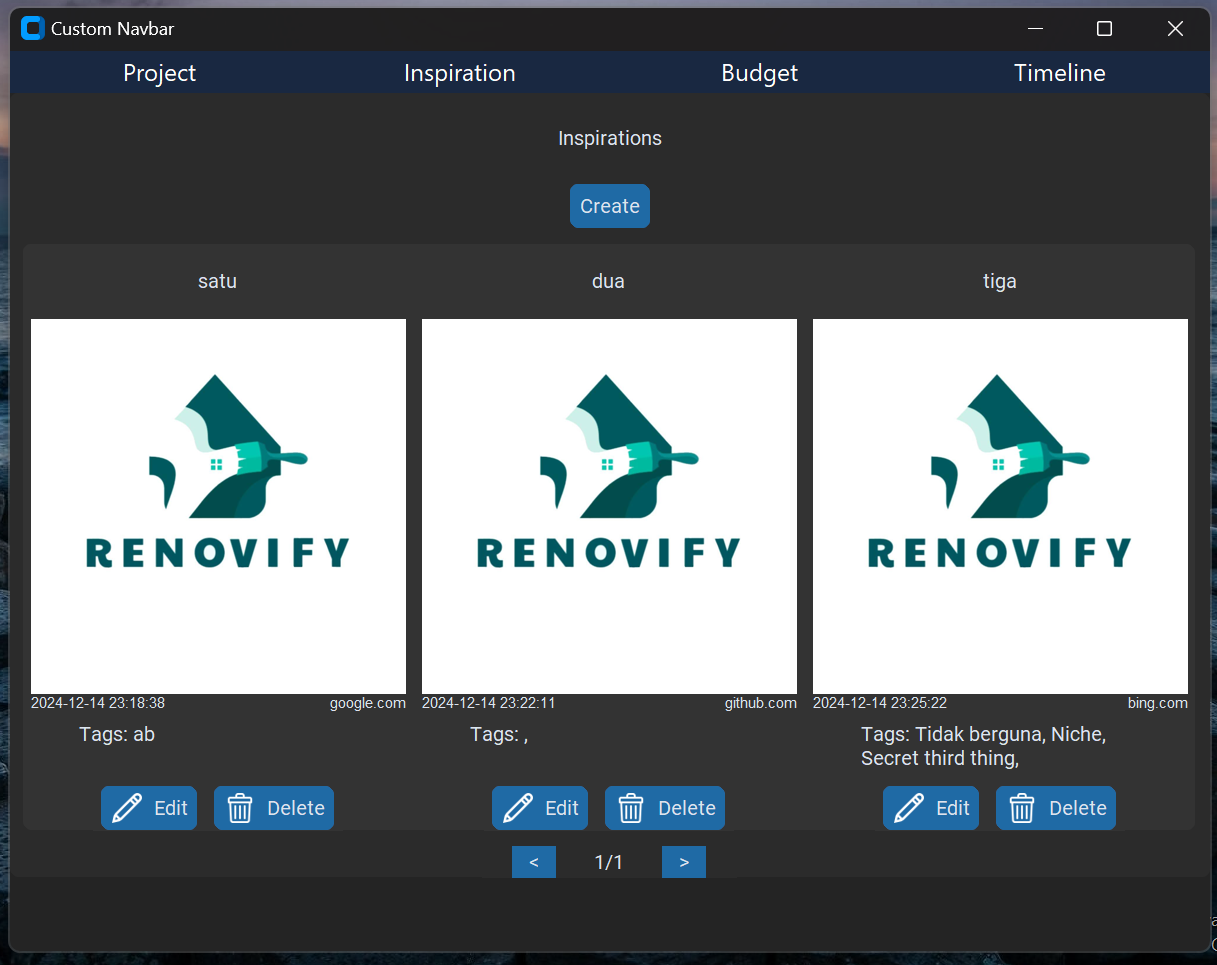 Custom Navbar
Project Inspiration Budget Timeline
Inspirations
Create
satu dua tiga
RENOVIFY RENOVIFY RENOVIFY
2024-12-14 23:18:38 google.com 2024-12-14 23:22:11 github.com 2024-12-14 23:25:22 bing.com
Tags: ab Tags: , Tags: Tidak berguna, Niche,
Secret third thing,
Edit Delete Edit Delete Edit Delete
< 1/1 >